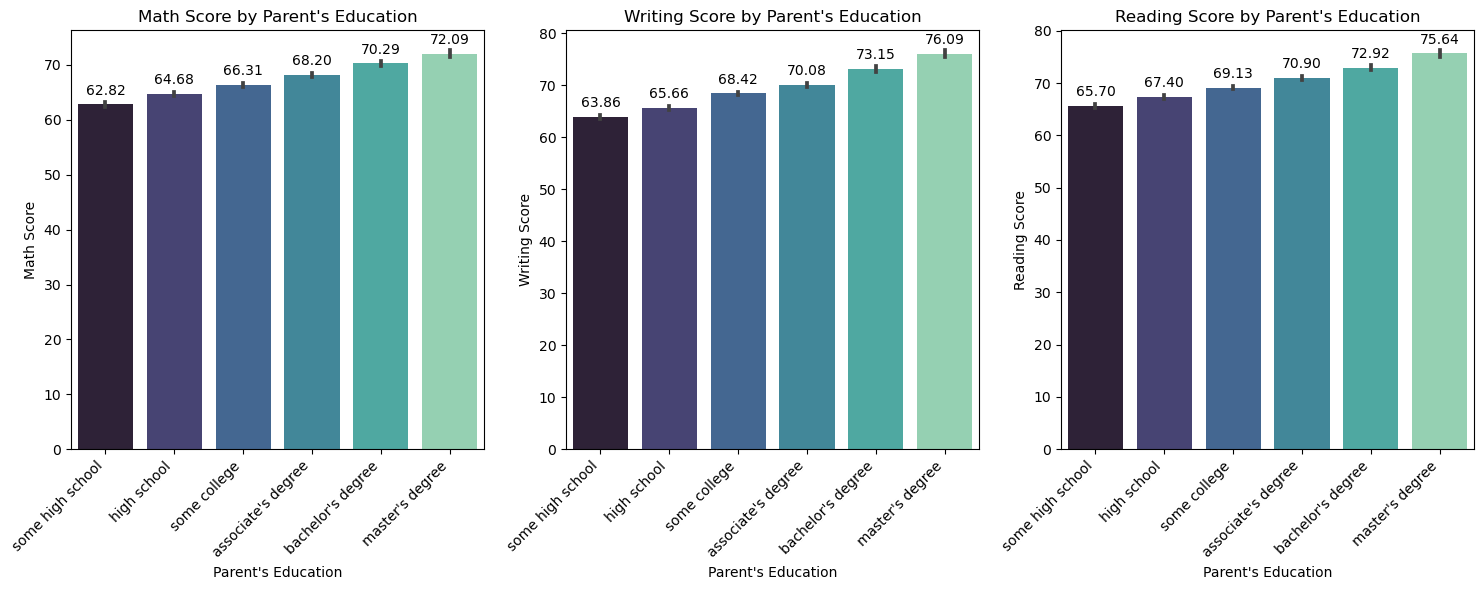 Math Score by Parent's Education
72.09
70.29
68.20
66.31
64.68
62.82
70
60
50
40
30
20
10
0
Math Score
some high school
high school
some college
associate's degree
bachelor's degree
master's degree
Parent's Education
Writing Score by Parent's Education
76.09
73.15
70.08
68.42
65.66
63.86
80
70
60
50
40
30
20
10
0
Writing Score
some high school
high school
some college
associate's degree
bachelor's degree
master's degree
Parent's Education
Reading Score by Parent's Education
75.64
72.92
70.90
69.13
67.40
65.70
80
70
60
50
40
30
20
10
0
Reading Score
some high school
high school
some college
associate's degree
bachelor's degree
master's degree
Parent's Education